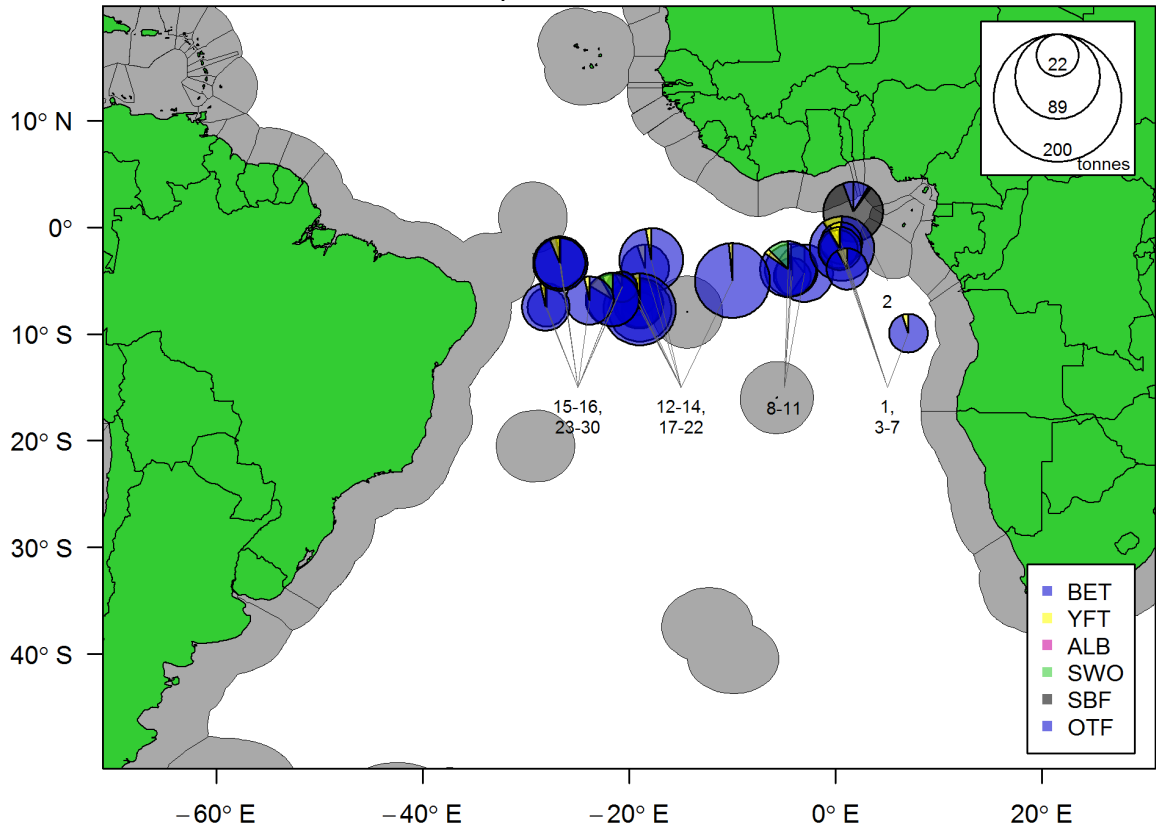 22
89
200
tonnes
10° N
0°
10° S
20° S
30° S
40° S
2
15-16,
23-30
12-14,
17-22
8-11
1,
3-7
BET
YFT
ALB
SWO
SBF
OTF
−60° E
−40° E
−20° E
0° E
20° E